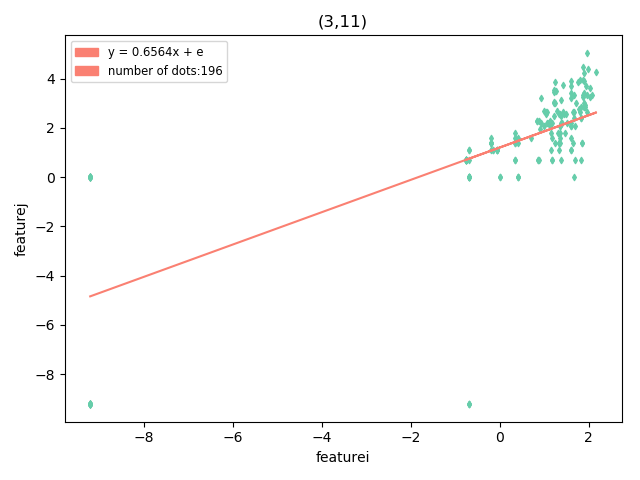 (3,11)
y = 0.6564x + e
number of dots:196
4
2
0
−2
−4
−6
−8
featurej
−8 −6 −4 −2 0 2
featurei